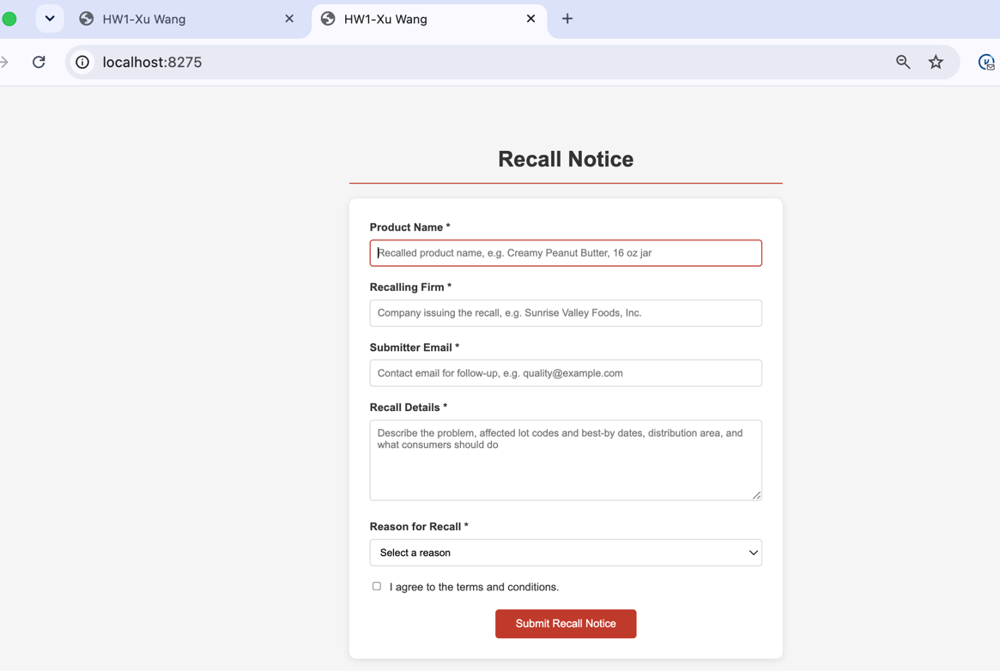 HW1-Xu Wang
HW1-Xu Wang
localhost:8275
Recall Notice
Product Name *
Recalled product name, e.g. Creamy Peanut Butter, 16 oz jar
Recalling Firm *
Company issuing the recall, e.g. Sunrise Valley Foods, Inc.
Submitter Email *
Contact email for follow-up, e.g. quality@example.com
Recall Details *
Describe the problem, affected lot codes and best-by dates, distribution area, and
what consumers should do
Reason for Recall *
Select a reason
I agree to the terms and conditions.
Submit Recall Notice